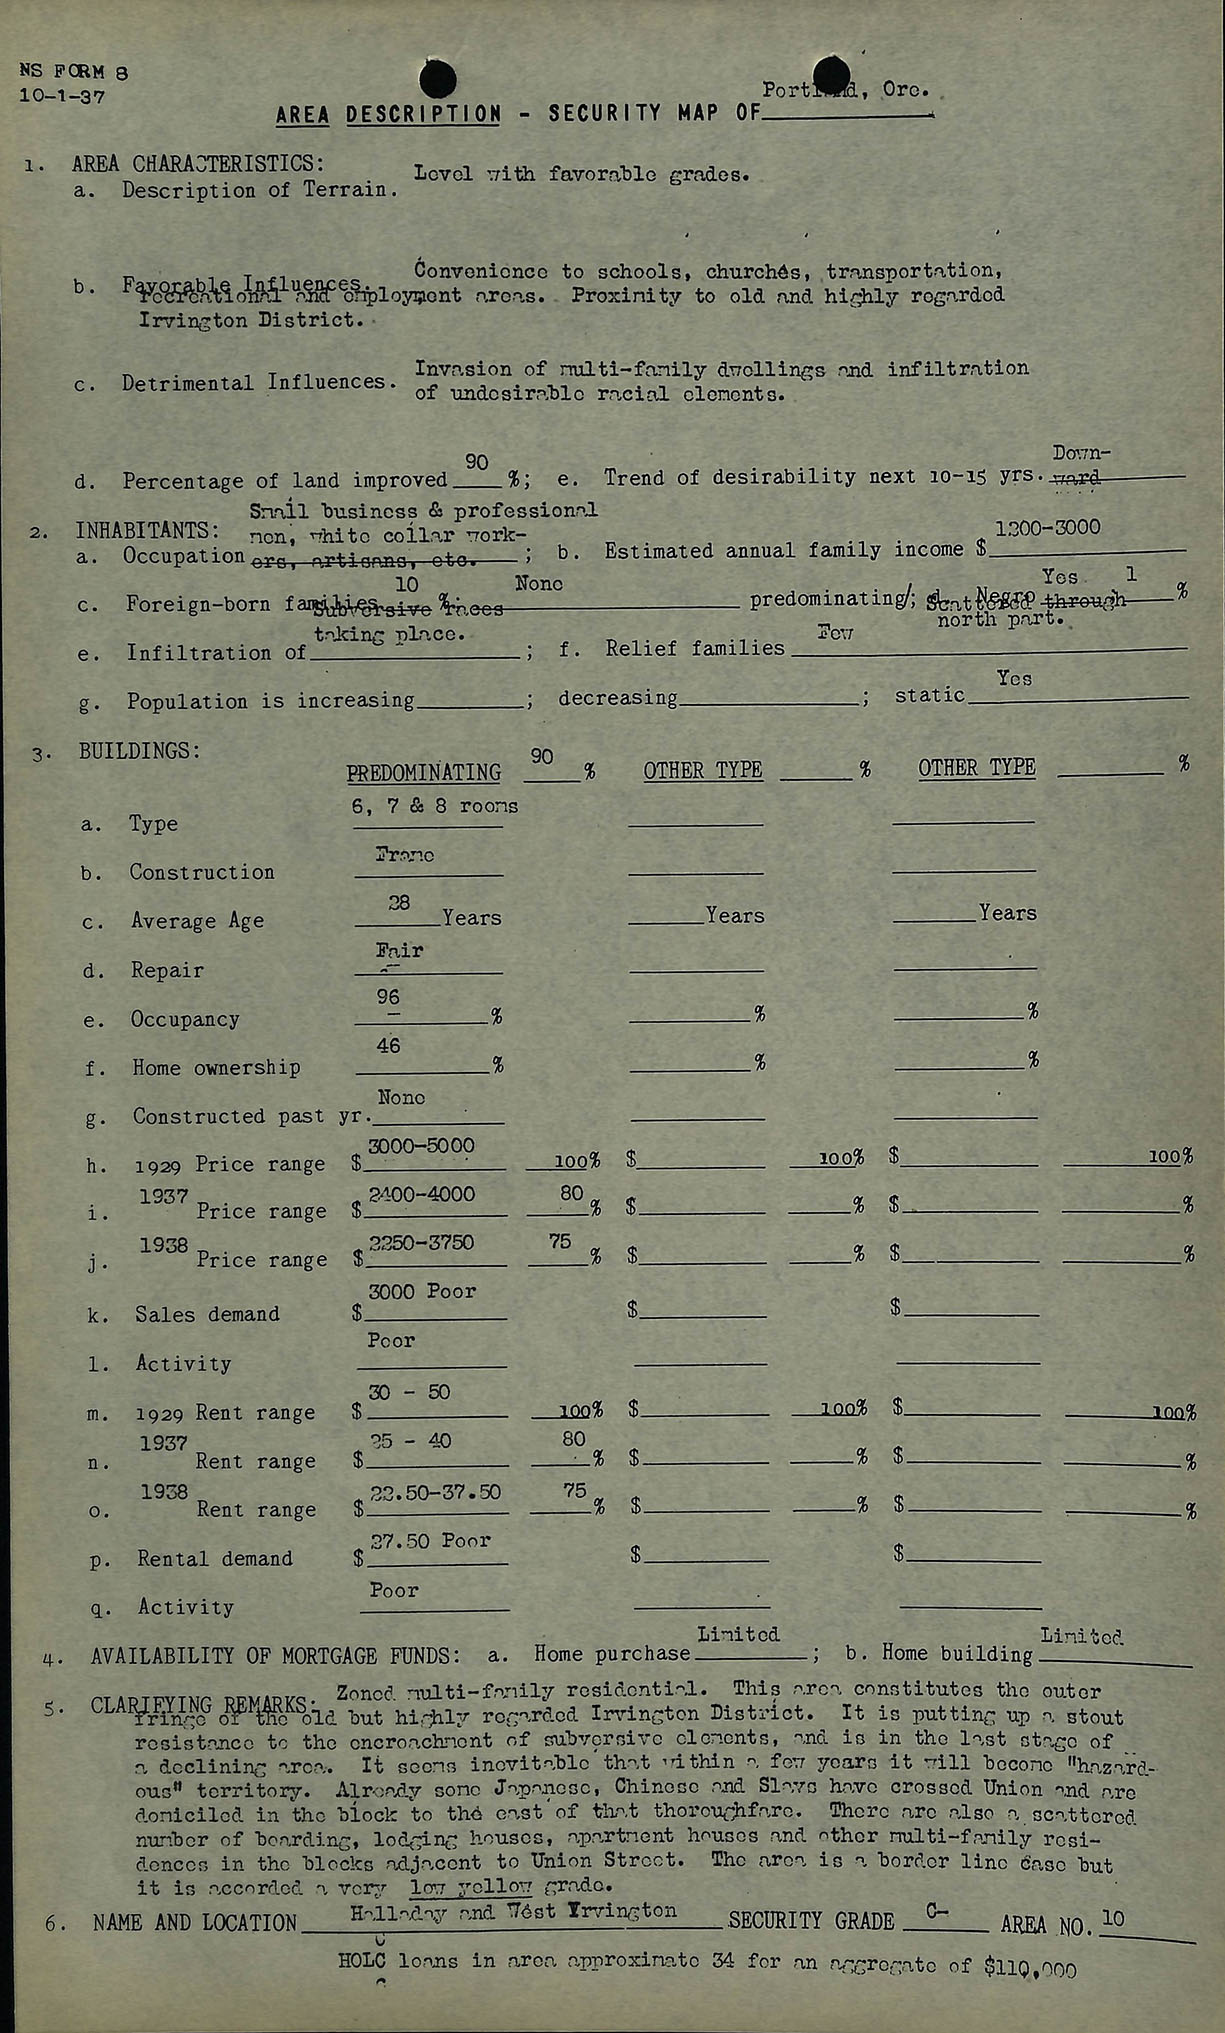 NS FORM 8
10-1-37
Portland, Ore.
AREA DESCRIPTION - SECURITY MAP OF
1. AREA CHARACTERISTICS:
a. Description of Terrain. Level with favorable grades.
b. Favorable Influences. Convenience to schools, churches, transportation,
recreational and employment areas. Proximity to old and highly regarded
Irvington District.
c. Detrimental Influences. Invasion of multi-family dwellings and infiltration
of undesirable racial elements.
d. Percentage of land improved 90 %; e. Trend of desirability next 10-15 yrs. Down-
ward
2. INHABITANTS: Small business & professional
men, white collar work-
a. Occupation ers, artisans, etc. ; b. Estimated annual family income $ 1200-3000
c. Foreign-born families 10 %; None predominating; d. Negro Yes 1 %
Subversive races Scattered through
taking place. north part.
e. Infiltration of ; f. Relief families Few
g. Population is increasing ; decreasing ; static Yes
3. BUILDINGS:
PREDOMINATING 90 % OTHER TYPE % OTHER TYPE %
a. Type 6, 7 & 8 rooms
b. Construction Frame
c. Average Age 28 Years Years Years
d. Repair Fair
e. Occupancy 96 % % %
f. Home ownership 46 % % %
g. Constructed past yr. None
h. 1929 Price range $ 3000-5000 100% $ 100% $ 100%
i. 1937 Price range $ 2400-4000 80 % $ % $ %
j. 1938 Price range $ 2250-3750 75 % $ % $ %
k. Sales demand $ 3000 Poor $ $
l. Activity Poor
m. 1929 Rent range $ 30 - 50 100% $ 100% $ 100%
n. 1937 Rent range $ 25 - 40 80 % $ % $ %
o. 1938 Rent range $ 22.50-37.50 75 % $ % $ %
p. Rental demand $ 27.50 Poor $ $
q. Activity Poor
4. AVAILABILITY OF MORTGAGE FUNDS: a. Home purchase Limited ; b. Home building Limited
5. CLARIFYING REMARKS: Zoned multi-family residential. This area constitutes the outer
fringe of the old but highly regarded Irvington District. It is putting up a stout
resistance to the encroachment of subversive elements, and is in the last stage of
a declining area. It seems inevitable that within a few years it will become "hazard-
ous" territory. Already some Japanese, Chinese and Slavs have crossed Union and are
domiciled in the block to the east of that thoroughfare. There are also a scattered
number of boarding, lodging houses, apartment houses and other multi-family resi-
dences in the blocks adjacent to Union Street. The area is a border line case but
it is accorded a very low yellow grade.
6. NAME AND LOCATION Halladay and West Irvington SECURITY GRADE C- AREA NO. 10
HOLC loans in area approximate 34 for an aggregate of $110,000